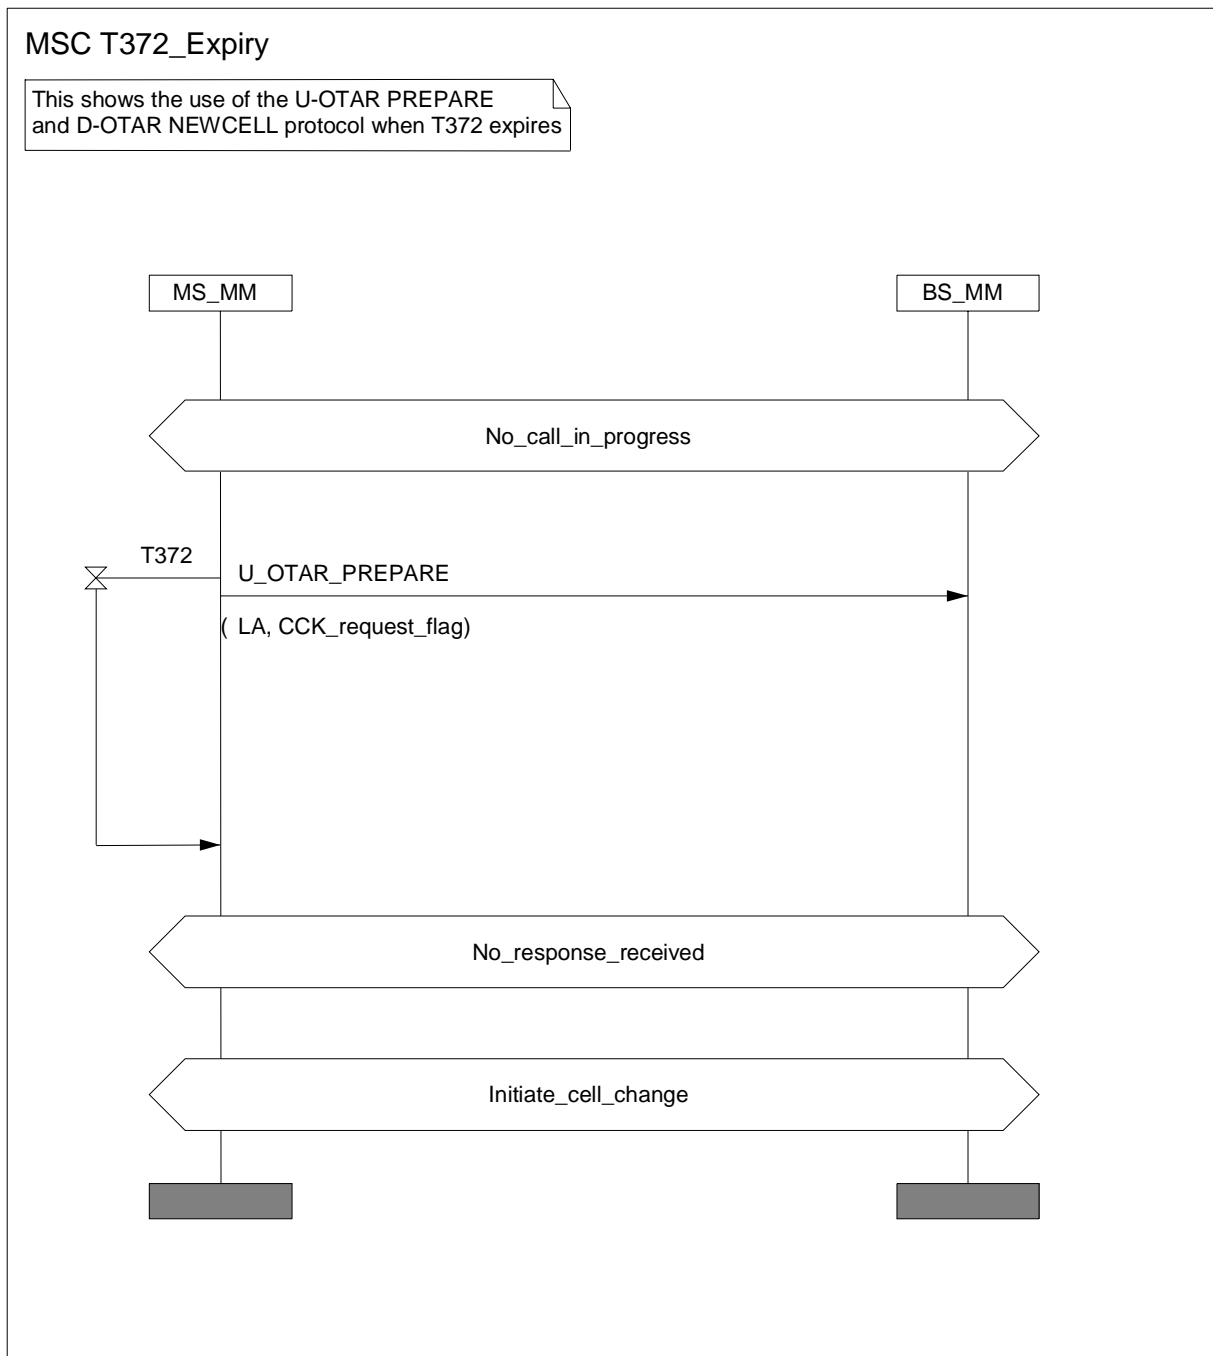 MSC T372_Expiry
This shows the use of the U-OTAR PREPARE
and D-OTAR NEWCELL protocol when T372 expires
MS_MM
BS_MM
No_call_in_progress
T372
U_OTAR_PREPARE
( LA, CCK_request_flag)
No_response_received
Initiate_cell_change